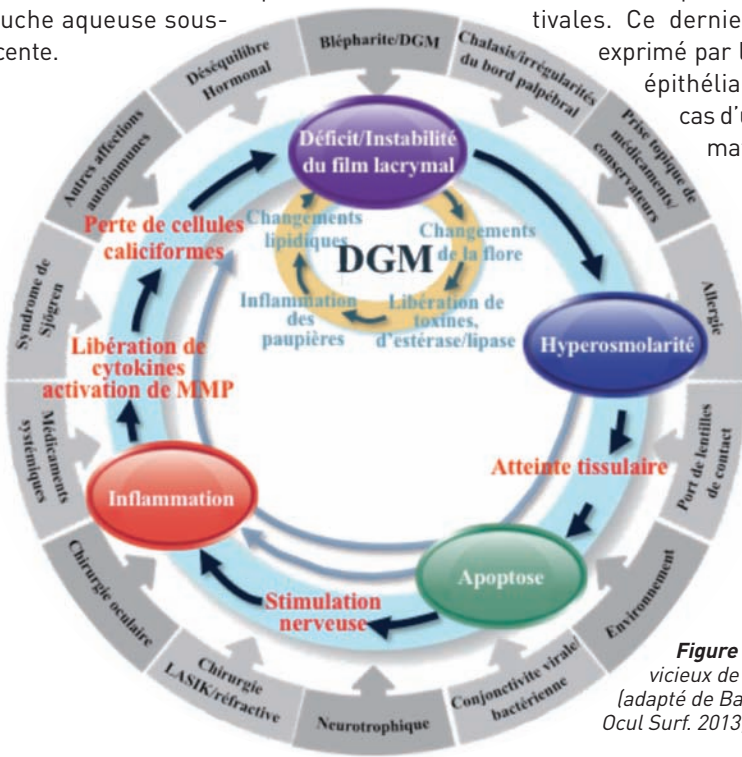 uche aqueuse sous-
cente.
tivales. Ce dernie
exprimé par l
épithélia
cas d'u
ma
Blépharite/DGM
Chalasis/irrégularités
du bord palpébral
Prise topique de
médicaments/
conservateurs
Allergie
Port de lentilles
de contact
Environnement
Conjonctivite virale/
bactérienne
Neurotrophique
Chirurgie
LASIK/réfractive
Chirurgie oculaire
Médicaments
systémiques
Syndrome de
Sjögren
Autres affections
autoimmunes
Déséquilibre
Hormonal
Déficit/Instabilité
du film lacrymal
Hyperosmolarité
Atteinte tissulaire
Apoptose
Stimulation
nerveuse
Inflammation
Libération de
cytokines
activation de MMP
Perte de cellules
caliciformes
DGM
Changements
de la flore
Libération de
toxines,
d'estérase/lipase
Inflammation
des
paupières
Changements
lipidiques
Figure
vicieux de
(adapté de Ba
Ocul Surf. 2013